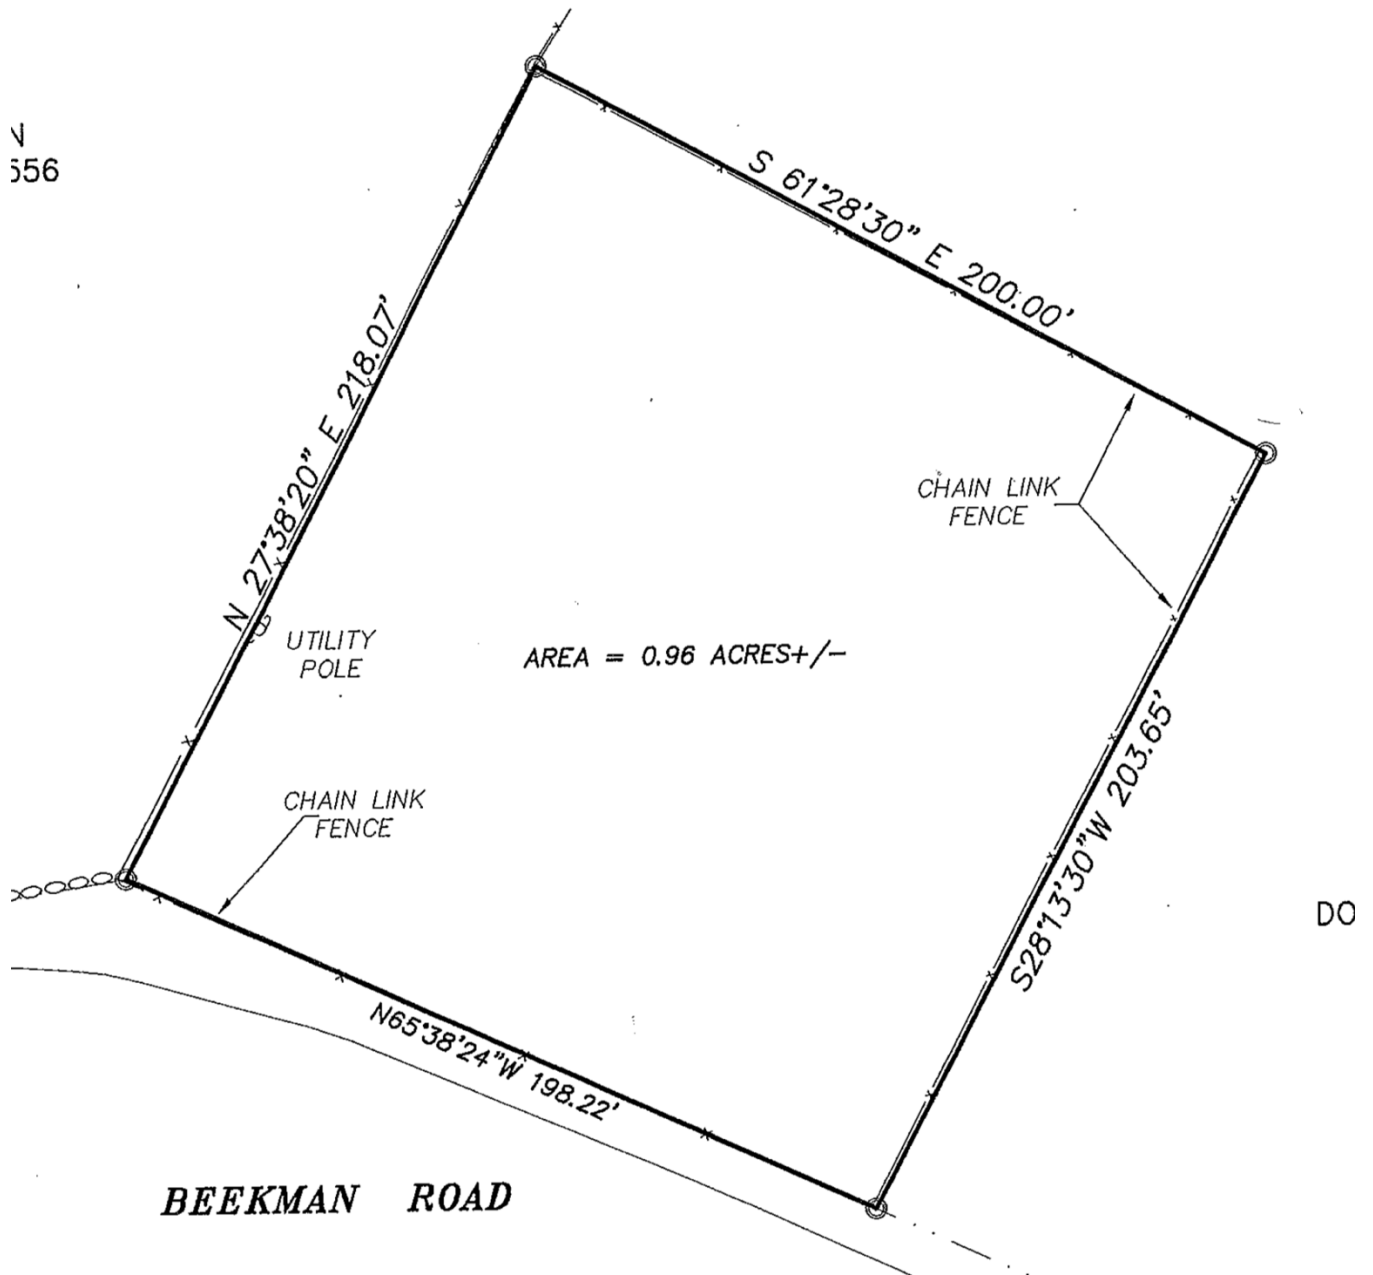 N
556
S 61°28'30" E 200.00'
N 27°38'20" E 218.07'
CHAIN LINK
FENCE
UTILITY
POLE
AREA = 0.96 ACRES+/-
S28°13'30"W 203.65'
CHAIN LINK
FENCE
DO
N65°38'24"W 198.22'
BEEKMAN ROAD